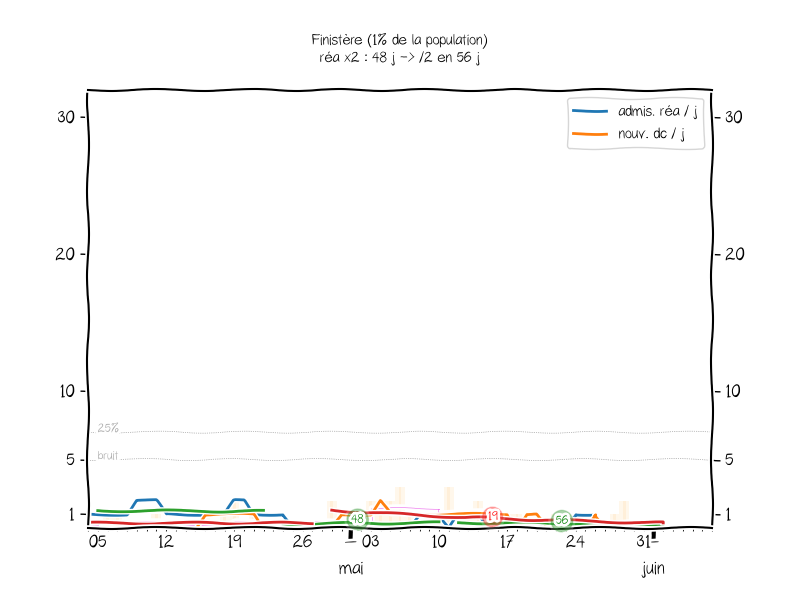 Finistère (1% de la population)
réa x2 : 48 j -> /2 en 56 j
admis. réa / j
nouv. dc / j
30
30
20
20
10
10
25%
5
bruit
5
1
48
19
56
1
05 12 19 26 03 10 17 24 31
mai juin